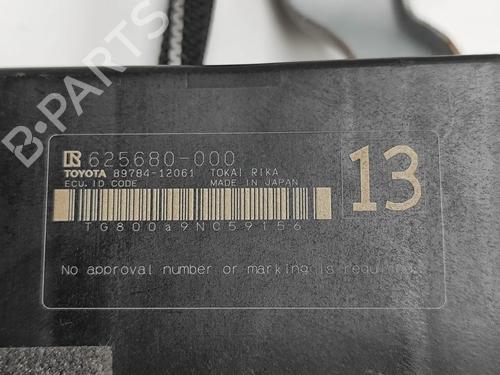 625680-000
TOYOTA 89784-12061 TOKAI RIKA
ECU.ID CODE MADE IN JAPAN
13
TG800a9NC59156
No approval number or marking is required.
B-PARTS